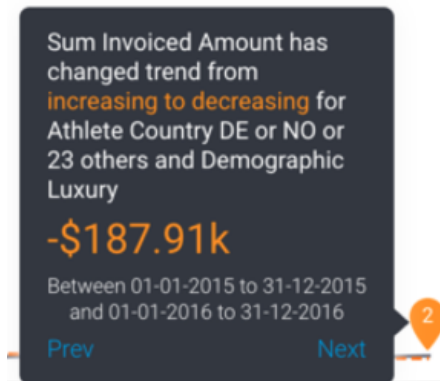 Sum Invoiced Amount has
changed trend from
increasing to decreasing for
Athlete Country DE or NO or
23 others and Demographic
Luxury
-$187.91k
Between 01-01-2015 to 31-12-2015
and 01-01-2016 to 31-12-2016
2
Prev Next